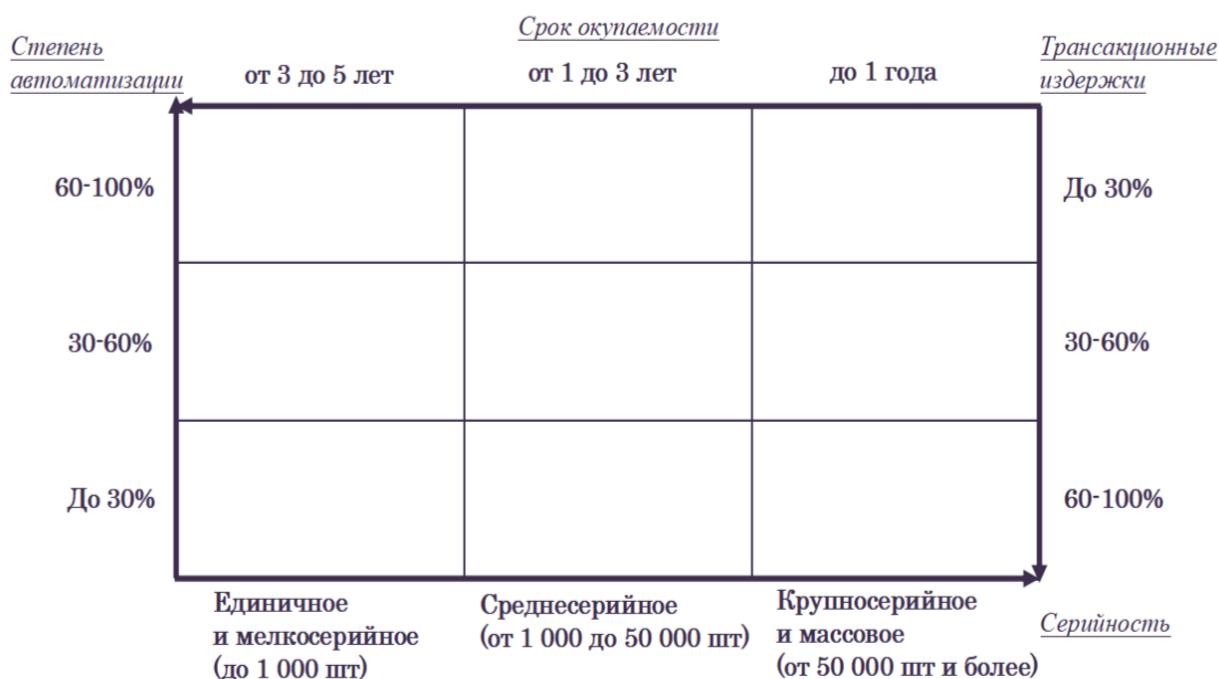 Срок окупаемости
Степень
автоматизации
от 3 до 5 лет
от 1 до 3 лет
до 1 года
Трансакционные
издержки
60-100%
До 30%
30-60%
30-60%
До 30%
60-100%
Единичное
и мелкосерийное
(до 1 000 шт)
Среднесерийное
(от 1 000 до 50 000 шт)
Крупносерийное
и массовое
(от 50 000 шт и более)
Серийность